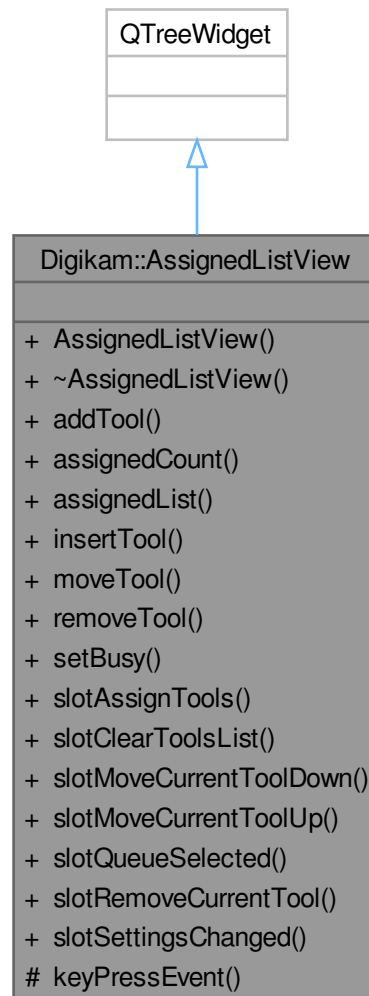 QTreeWidget
Digikam::AssignedListView
+ AssignedListView()
+ ~AssignedListView()
+ addTool()
+ assignedCount()
+ assignedList()
+ insertTool()
+ moveTool()
+ removeTool()
+ setBusy()
+ slotAssignTools()
+ slotClearToolsList()
+ slotMoveCurrentToolDown()
+ slotMoveCurrentToolUp()
+ slotQueueSelected()
+ slotRemoveCurrentTool()
+ slotSettingsChanged()
# keyPressEvent()